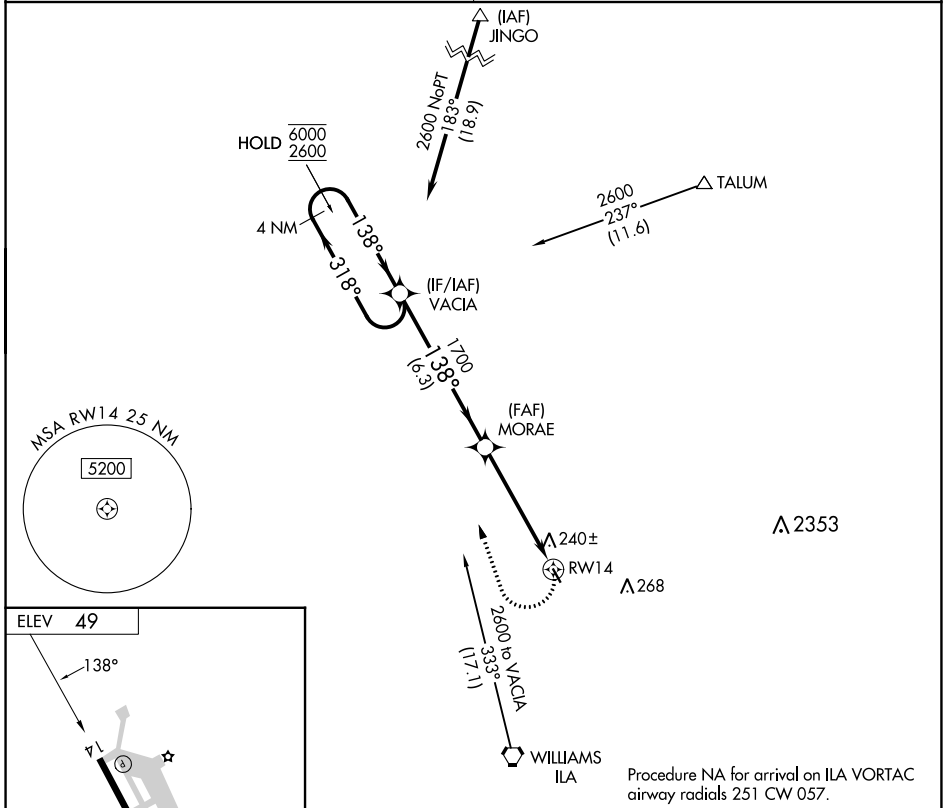 (IAF)
JINGO
2600 NoPT
183°
(18.9)
HOLD 6000
2600
4 NM
138°
318°
TALUM
2600
237°
(11.6)
(IF/IAF)
VACIA
1700
138°
(6.3)
(FAF)
MORAE
MSA RW14 25 NM
5200
240±
RW14
2353
268
2600 to VACIA
333°
(17.1)
WILLIAMS
ILA
Procedure NA for arrival on ILA VORTAC
airway radials 251 CW 057.
ELEV 49
138°
14
P